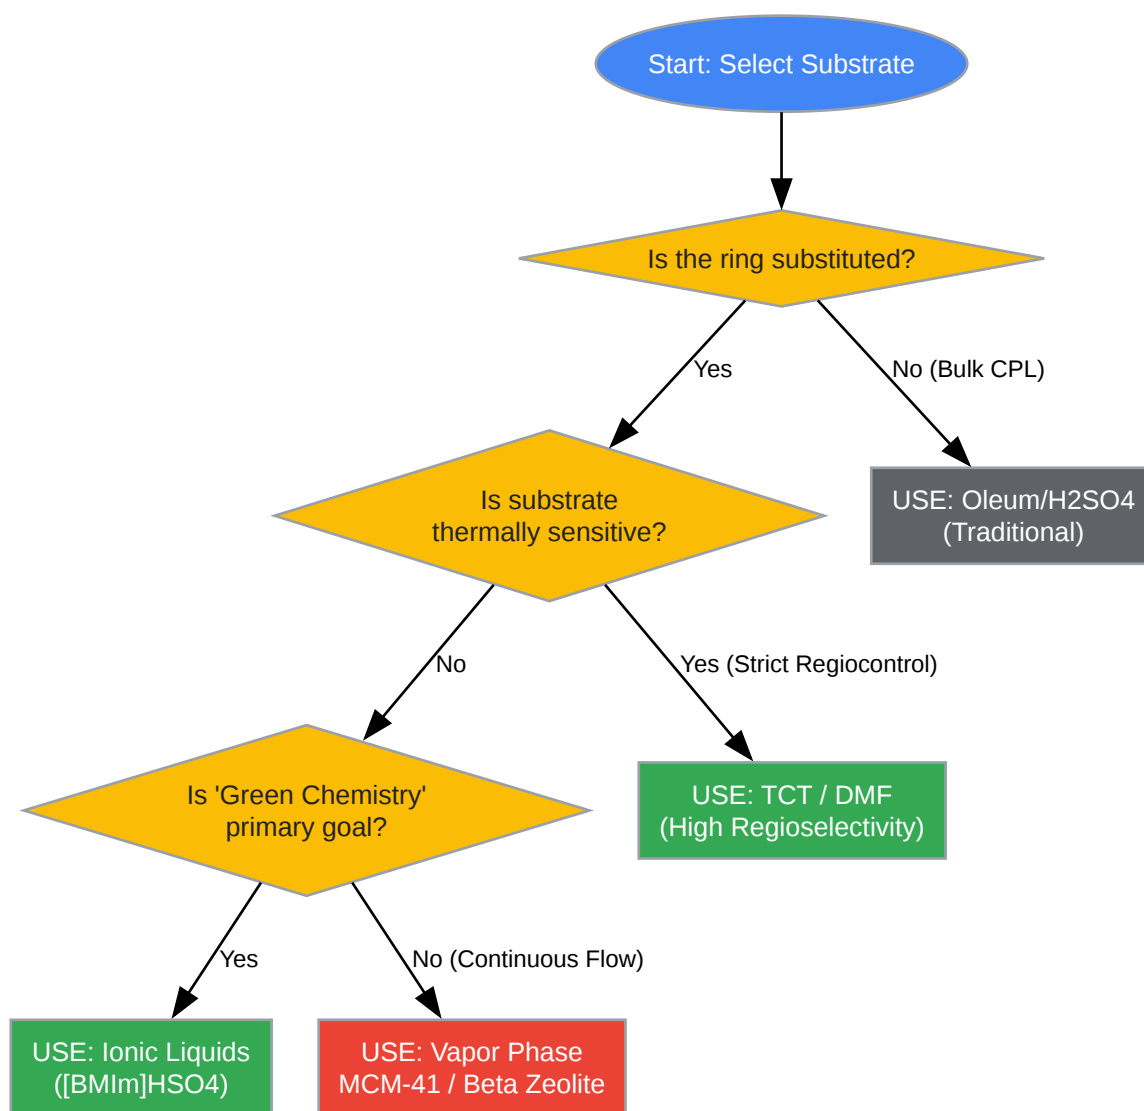 Start: Select Substrate
Is the ring substituted?
Yes
No (Bulk CPL)
Is substrate
thermally sensitive?
USE: Oleum/H2SO4
(Traditional)
No
Yes (Strict Regiocontrol)
Is 'Green Chemistry'
primary goal?
USE: TCT / DMF
(High Regioselectivity)
Yes
No (Continuous Flow)
USE: Ionic Liquids
([BMIm]HSO4)
USE: Vapor Phase
MCM-41 / Beta Zeolite